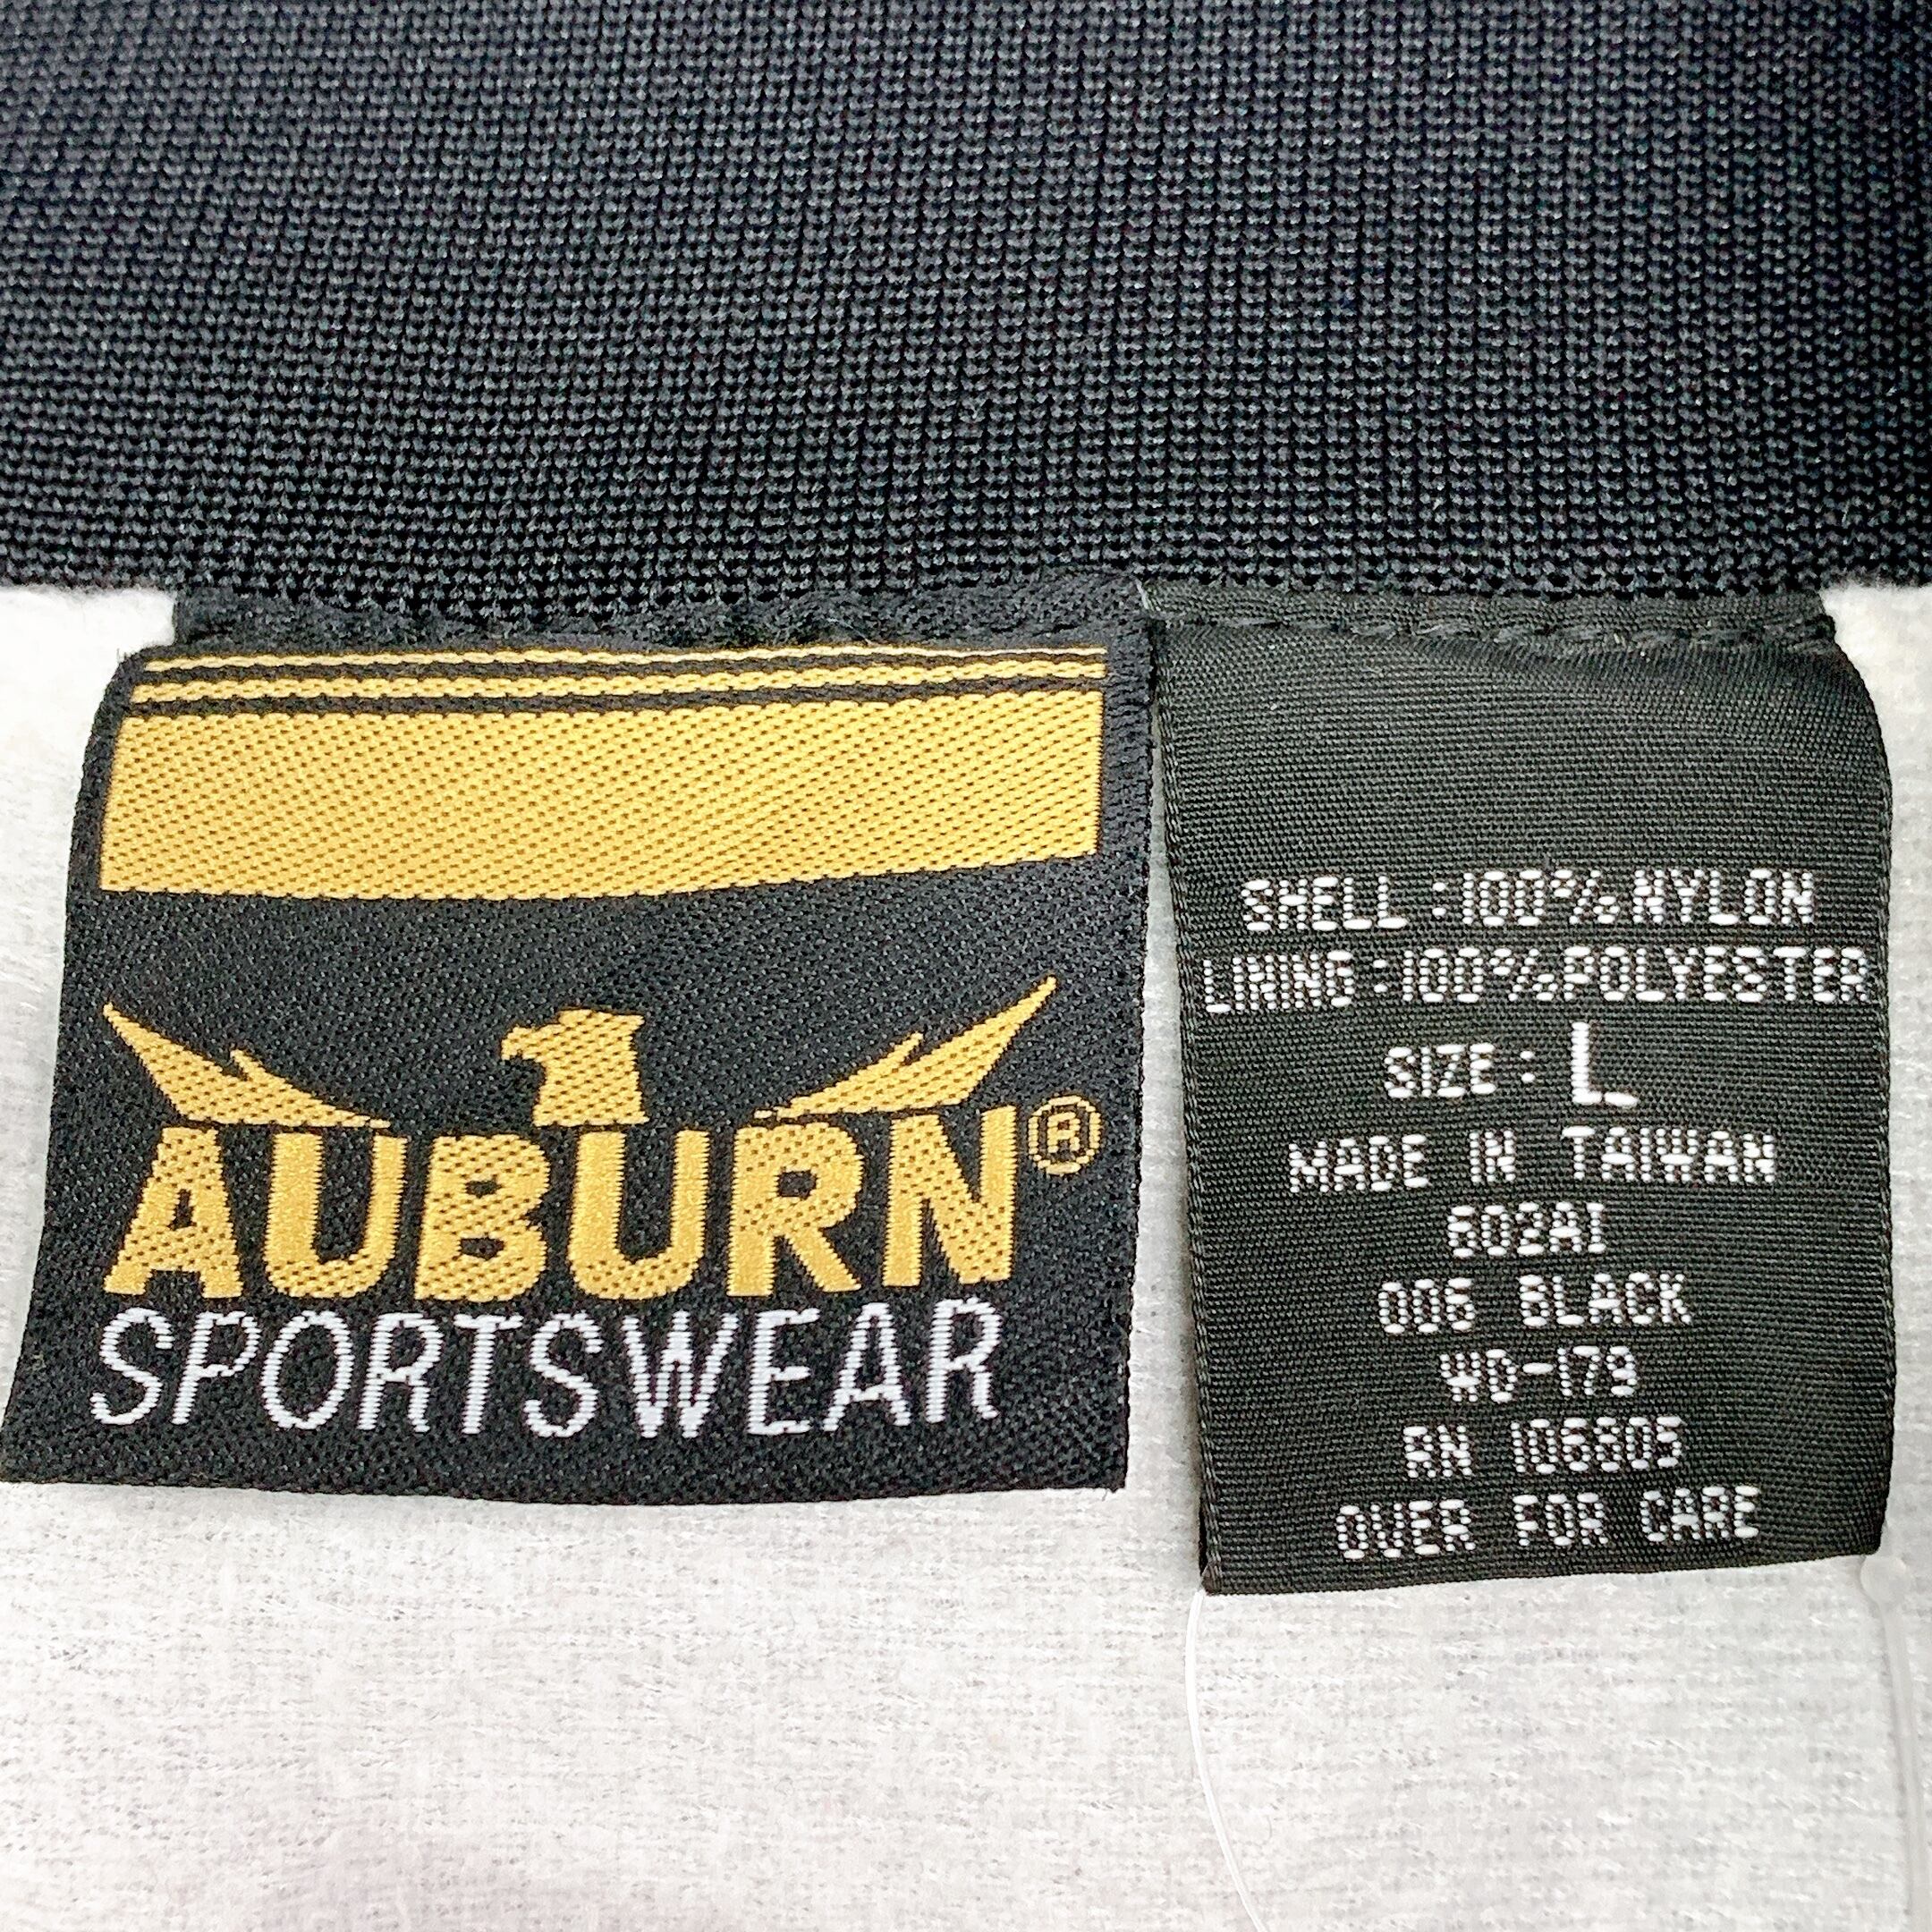 AUBURN®
SPORTSWEAR
SHELL :100%NYLON
LINING :100%POLYESTER
SIZE : L
MADE IN TAIWAN
602AI
006 BLACK
WO-179
RN 106805
OVER FOR CARE